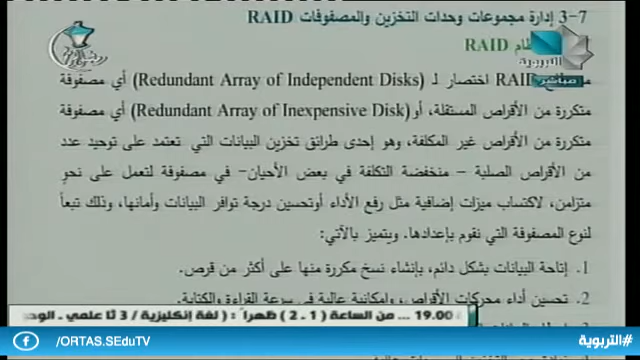 3-7 إدارة مجموعات وحدات التخزين والمصفوفات RAID
RAID
التربوية
مباشر
RAID اختصار لـ (Redundant Array of Independent Disks) أي مصفوفة
متكررة من الأقراص المستقلة، أو (Redundant Array of Inexpensive Disk) أي مصفوفة
متكررة من الأقراص غير المكلفة، وهو إحدى طرائق تخزين البيانات التي تعتمد على توحيد عدد
من الأقراص الصلبة – منخفضة التكلفة في بعض الأحيان- في مصفوفة لتعمل على نحوٍ
متزامن، لاكتساب ميزات إضافية مثل رفع الأداء أوتحسين درجة توافر البيانات وأمانها، وذلك تبعاً
لنوع المصفوفة التي نقوم بإعدادها. ويتميز بالآتي:
1. إتاحة البيانات بشكل دائم، بإنشاء نسخ مكررة منها على أكثر من قرص.
2. تحسين أداء محركات الأقراص، وإمكانية عالية في سرعة القراءة والكتابة.
19.00 ... من الساعة ( 1 ـ 2 ) ظهراً : ( لغة إنكليزية / 3 ثا علمي ـ الوحد
/ORTAS.SEduTV
#التربوية